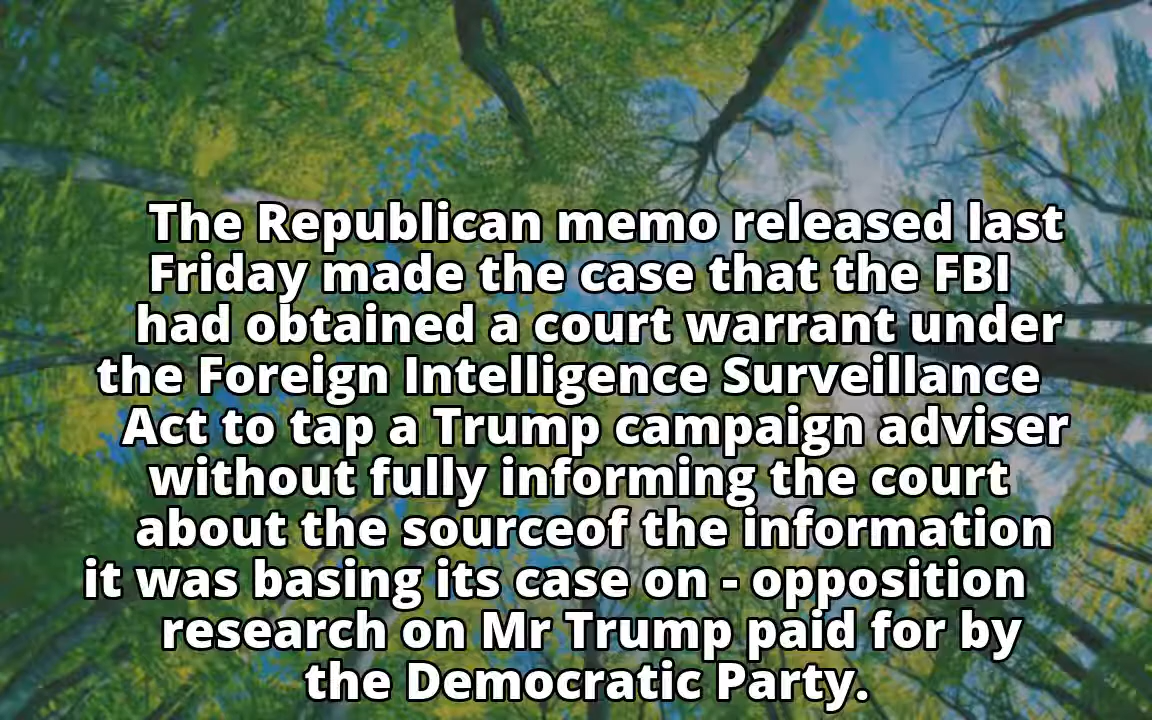 The Republican memo released last
Friday made the case that the FBI
had obtained a court warrant under
the Foreign Intelligence Surveillance
Act to tap a Trump campaign adviser
without fully informing the court
about the sourceof the information
it was basing its case on - opposition
research on Mr Trump paid for by
the Democratic Party.